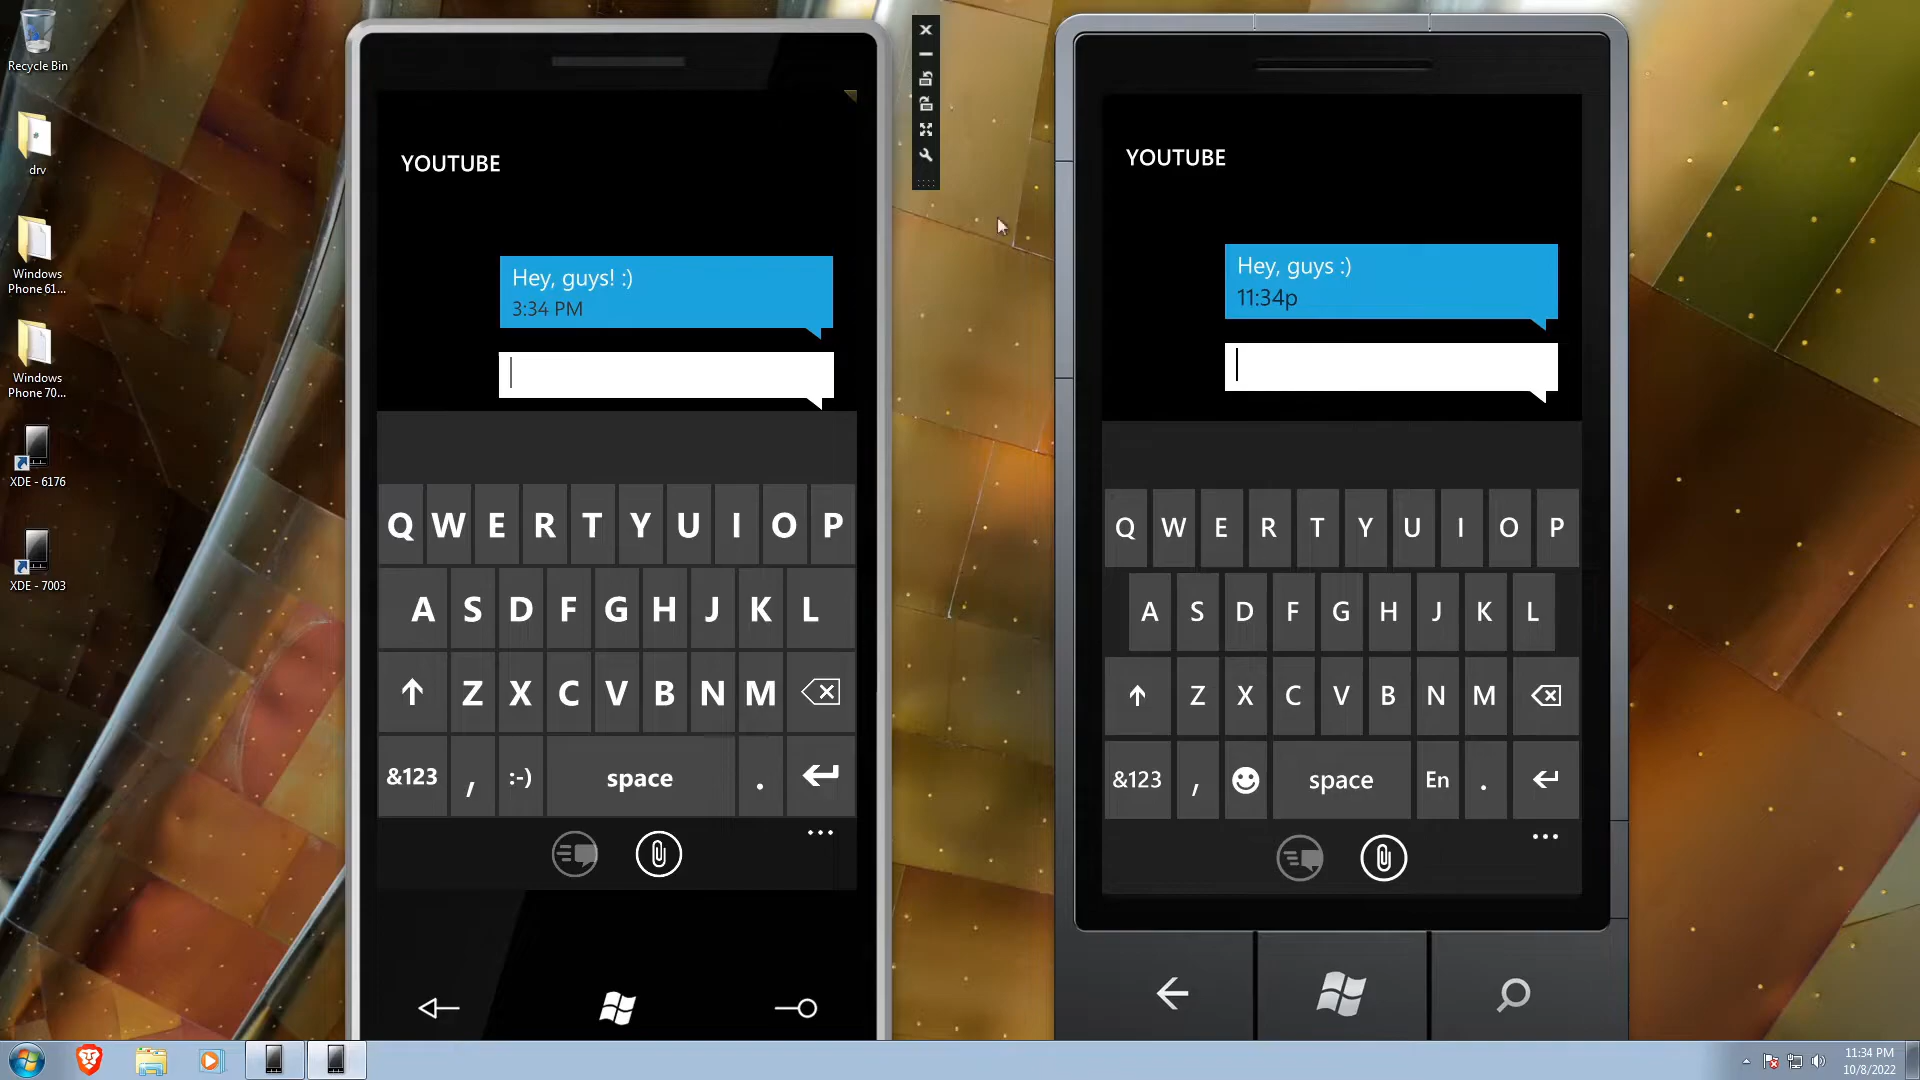 Recycle Bin
drv
Windows
Phone 61...
Windows
Phone 70...
XDE - 6176
XDE - 7003
YOUTUBE
Hey, guys! :)
3:34 PM
Q W E R T Y U I O P
A S D F G H J K L
Z X C V B N M
&123 , :-) space .
YOUTUBE
Hey, guys :)
11:34p
Q W E R T Y U I O P
A S D F G H J K L
Z X C V B N M
&123 , space En .
11:34 PM
10/8/2022